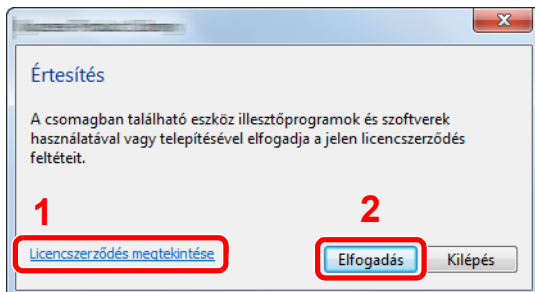 Értesítés
A csomagban található eszköz illesztőprogramok és szoftverek
használatával vagy telepítésével elfogadja a jelen licencszerződés
feltéteit.
1
2
Licencszerződés megtekintése
Elfogadás
Kilépés